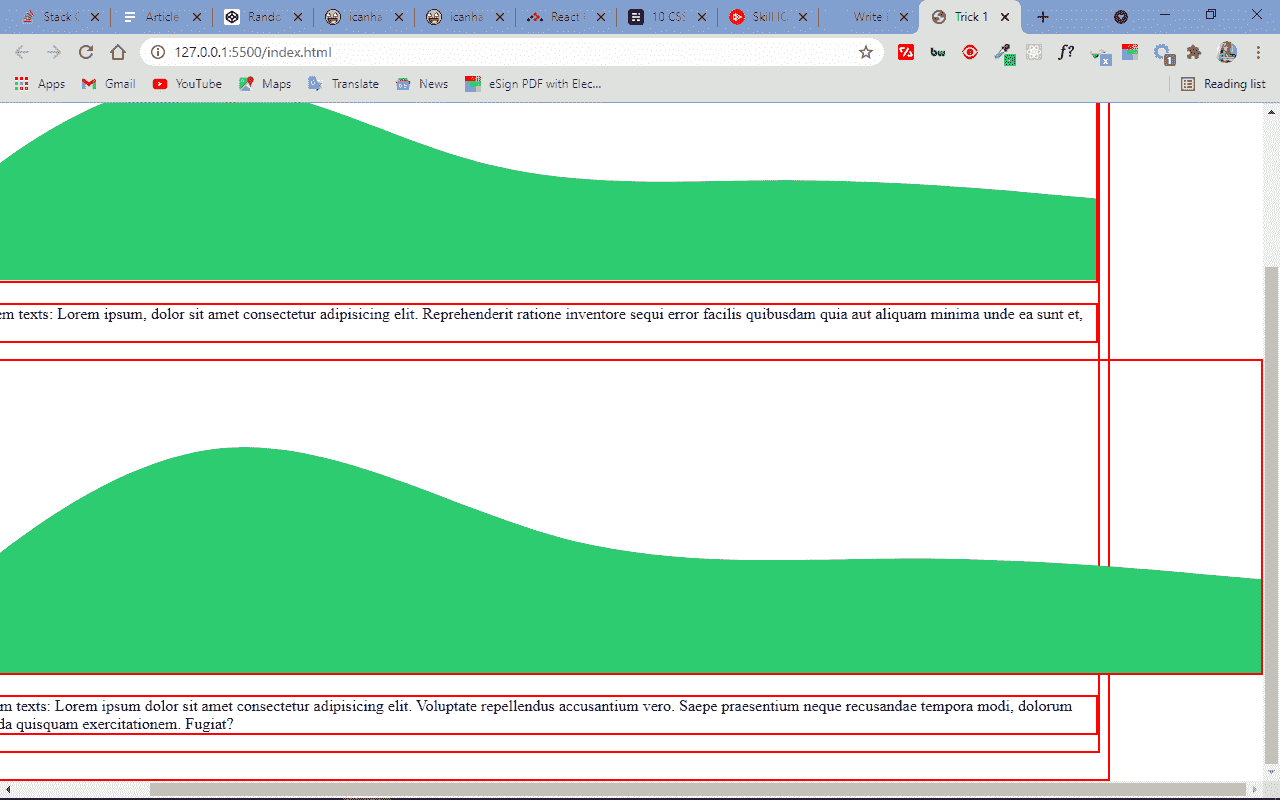 Stack
Article
Rando
icanha
icanha
React
10 CSS
Skill IC
Write
Trick 1
127.0.0.1:5500/index.html
bw
f?
x
1
Apps
Gmail
YouTube
Maps
Translate
News
eSign PDF with Elec...
Reading list
em texts: Lorem ipsum, dolor sit amet consectetur adipisicing elit. Reprehenderit ratione inventore sequi error facilis quibusdam quia aut aliquam minima unde ea sunt et,
m texts: Lorem ipsum dolor sit amet consectetur adipisicing elit. Voluptate repellendus accusantium vero. Saepe praesentium neque recusandae tempora modi, dolorum
da quisquam exercitationem. Fugiat?